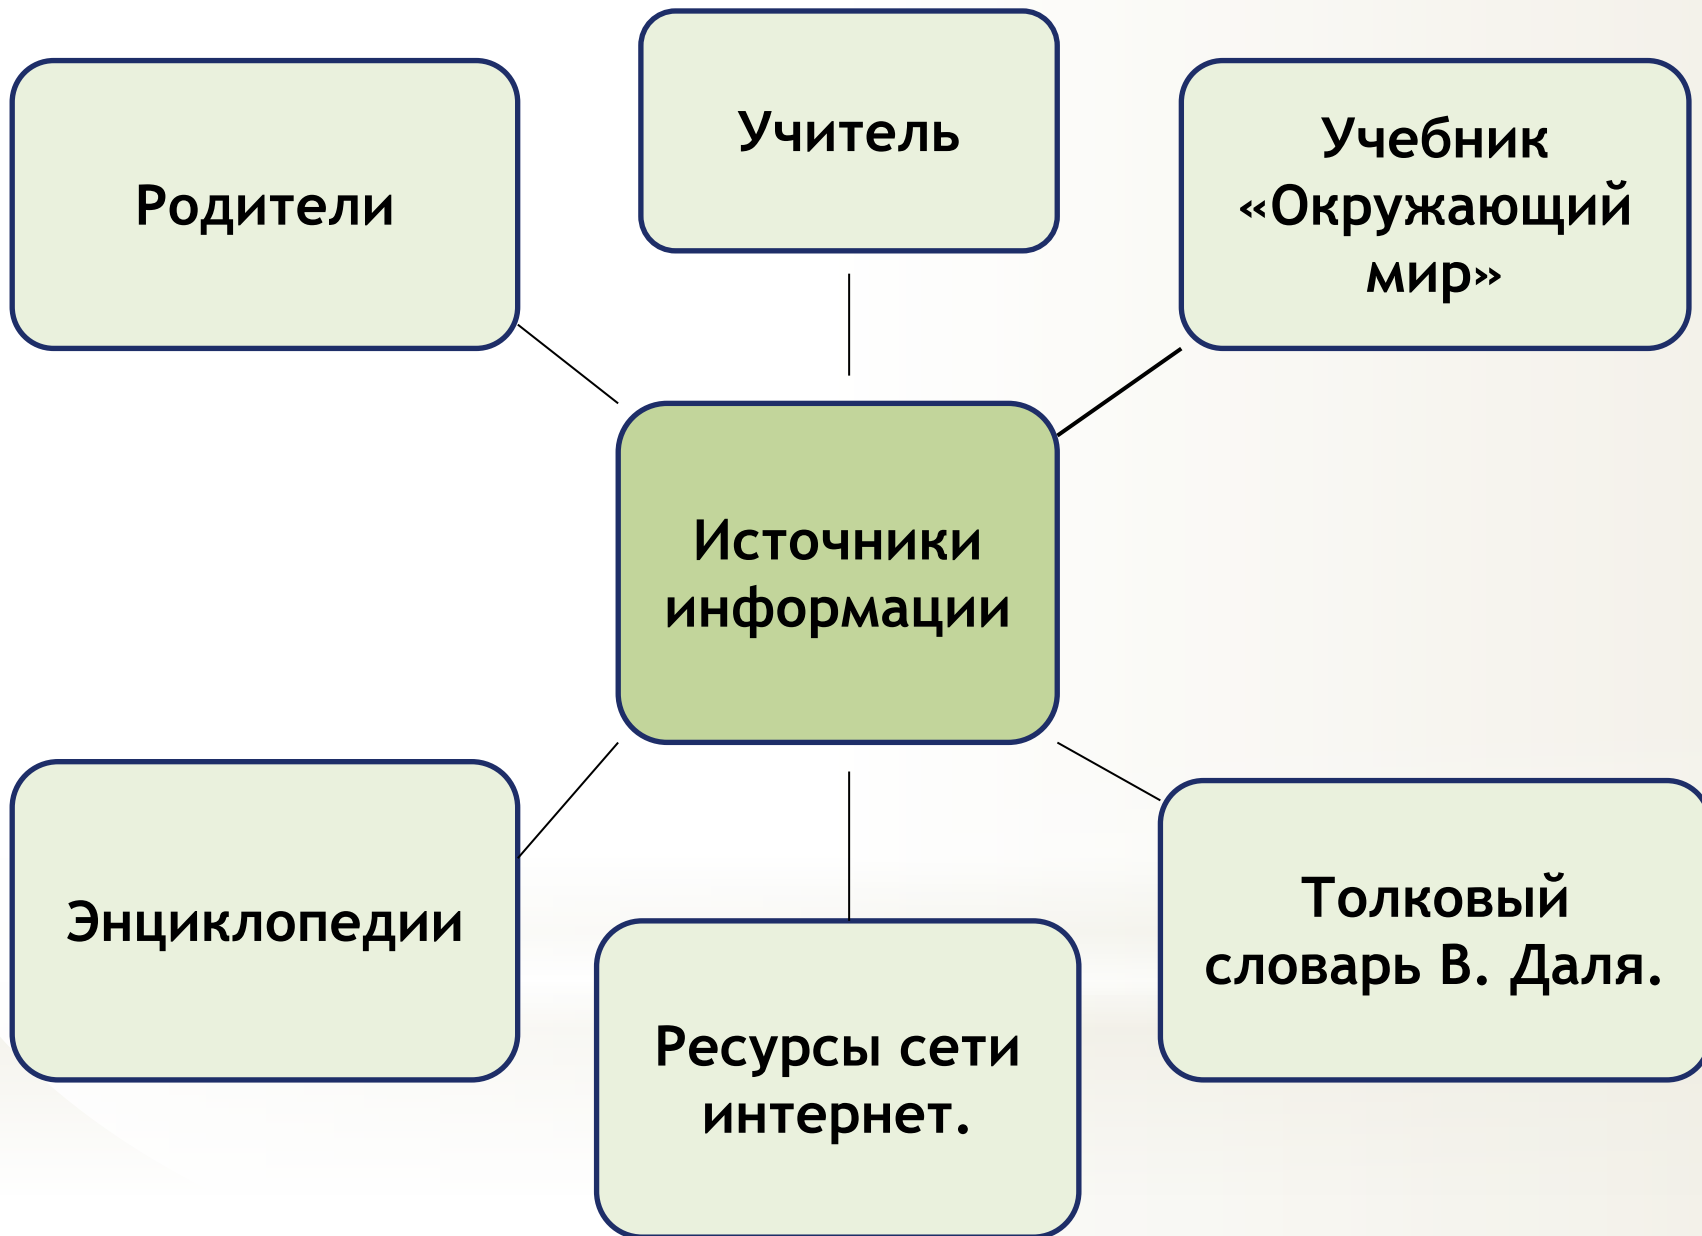 Родители
Учитель
Учебник
«Окружающий
мир»
Источники
информации
Энциклопедии
Ресурсы сети
интернет.
Толковый
словарь В. Даля.